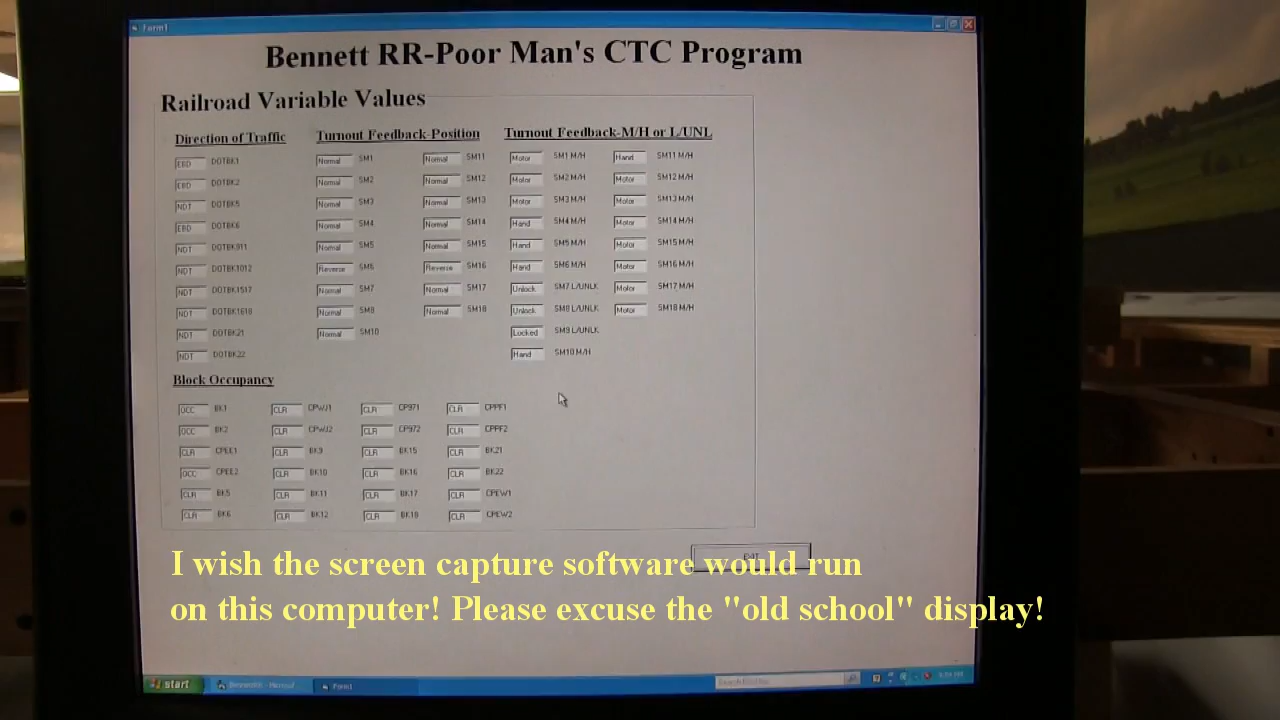 Form1
Bennett RR-Poor Man's CTC Program
Railroad Variable Values
Direction of Traffic
EBD DOTBK1
EBD DOTBK2
NDT DOTBK5
EBD DOTBK6
NDT DOTBK911
NDT DOTBK1012
NDT DOTBK1517
NDT DOTBK1618
NDT DOTBK21
NDT DOTBK22
Turnout Feedback-Position
Normal SM1 Normal SM11
Normal SM2 Normal SM12
Normal SM3 Normal SM13
Normal SM4 Normal SM14
Normal SM5 Normal SM15
Reverse SM6 Reverse SM16
Normal SM7 Normal SM17
Normal SM8 Normal SM18
Normal SM10
Turnout Feedback-M/H or L/UNL
Motor SM1 M/H Hand SM11 M/H
Motor SM2 M/H Motor SM12 M/H
Motor SM3 M/H Motor SM13 M/H
Hand SM4 M/H Motor SM14 M/H
Hand SM5 M/H Motor SM15 M/H
Hand SM6 M/H Motor SM16 M/H
Unlock SM7 L/UNLK Motor SM17 M/H
Unlock SM8 L/UNLK Motor SM18 M/H
Locked SM9 L/UNLK
Hand SM10 M/H
Block Occupancy
OCC BK1 CLR CPWJ1 CLR CP971 CLR CPPF1
OCC BK2 CLR CPWJ2 CLR CP972 CLR CPPF2
CLR CPEE1 CLR BK9 CLR BK15 CLR BK21
OCC CPEE2 CLR BK10 CLR BK16 CLR BK22
CLR BK5 CLR BK11 CLR BK17 CLR CPEW1
CLR BK6 CLR BK12 CLR BK18 CLR CPEW2
EXIT
I wish the screen capture software would run
on this computer! Please excuse the "old school" display!
start
Form1